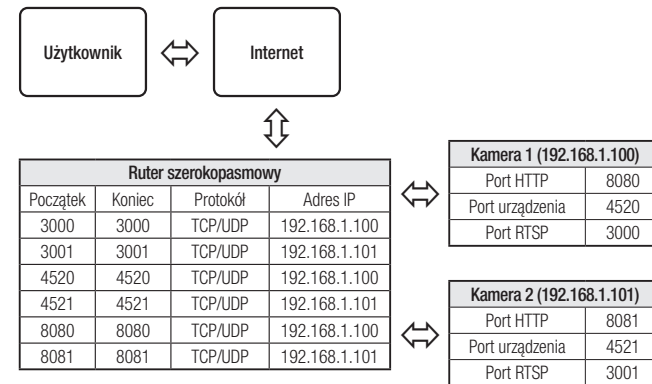 Użytkownik
Internet
Ruter szerokopasmowy
Początek Koniec Protokół Adres IP
3000 3000 TCP/UDP 192.168.1.100
3001 3001 TCP/UDP 192.168.1.101
4520 4520 TCP/UDP 192.168.1.100
4521 4521 TCP/UDP 192.168.1.101
8080 8080 TCP/UDP 192.168.1.100
8081 8081 TCP/UDP 192.168.1.101
Kamera 1 (192.168.1.100)
Port HTTP 8080
Port urządzenia 4520
Port RTSP 3000
Kamera 2 (192.168.1.101)
Port HTTP 8081
Port urządzenia 4521
Port RTSP 3001